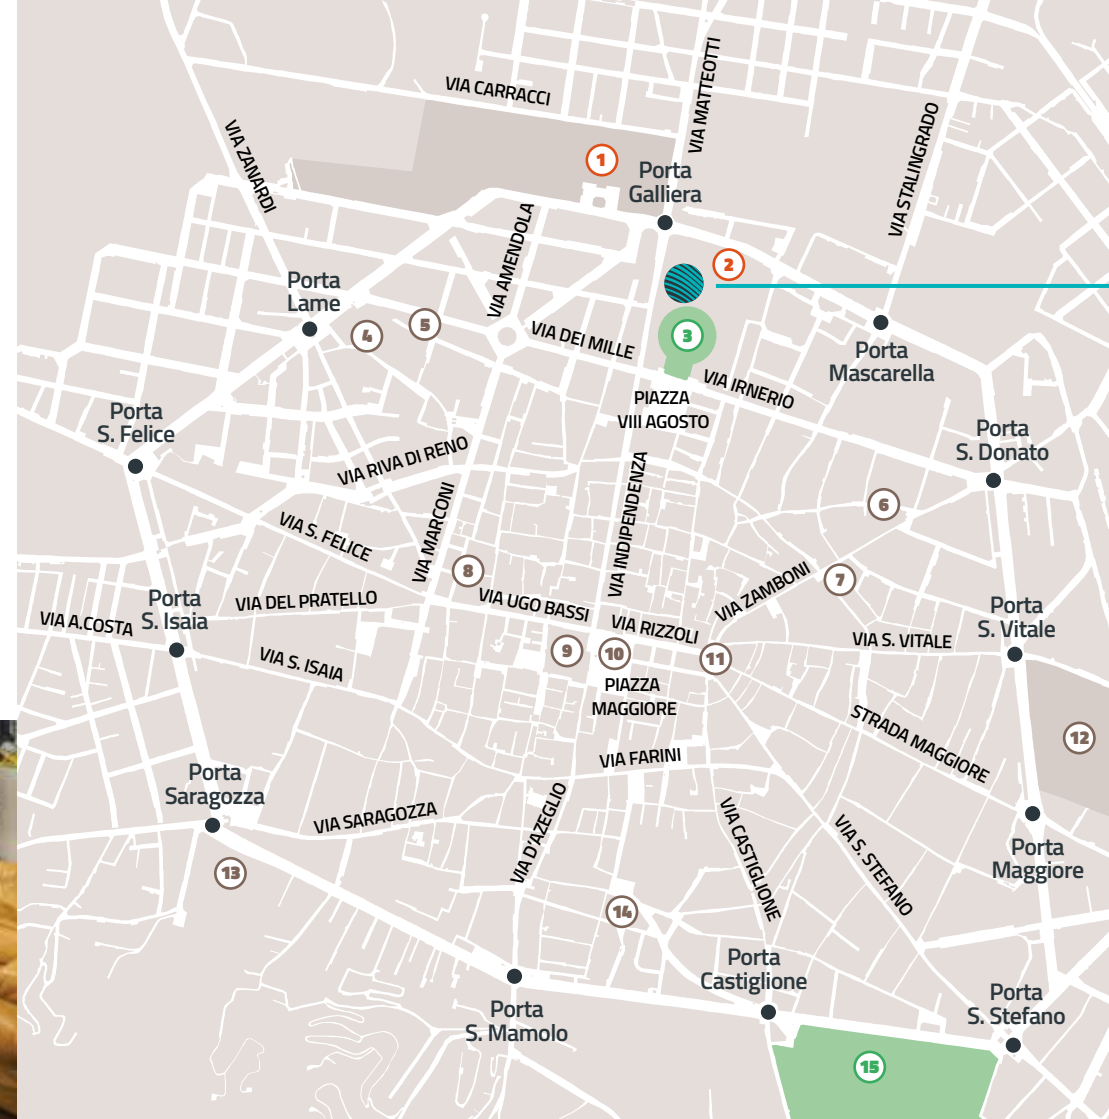 VIA CARRACCI
VIA MATTEOTTI
VIA ZANARDI
VIA STALINGRADO
1
Porta
Galliera
VIA AMENDOLA
2
Porta
Lame
4
5
VIA DEI MILLE
3
Porta
Mascarella
VIA IRNERIO
PIAZZA
VIII AGOSTO
Porta
S. Felice
Porta
S. Donato
VIA RIVA DI RENO
VIA INDIPENDENZA
VIA MARCONI
6
VIA S. FELICE
8
7
VIA ZAMBONI
VIA DEL PRATELLO
VIA UGO BASSI
VIA RIZZOLI
VIA A.COSTA
Porta
S. Isaia
Porta
S. Vitale
VIA S. VITALE
VIA S. ISAIA
9
10
11
PIAZZA
MAGGIORE
STRADA MAGGIORE
12
VIA FARINI
Porta
Saragozza
VIA SARAGOZZA
VIA D'AZEGLIO
VIA CASTIGLIONE
VIA S. STEFANO
Porta
Maggiore
13
14
Porta
Castiglione
Porta
S. Mamolo
Porta
S. Stefano
15